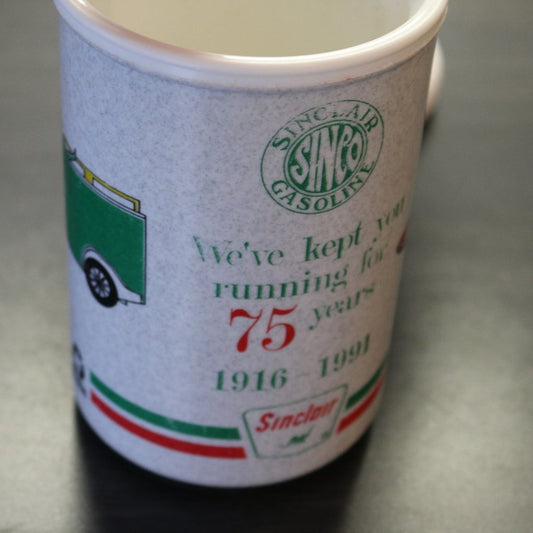 SINCLAIR
SINCO
GASOLINE
We've kept you
running for
75 years
1916 - 1991
Sinclair